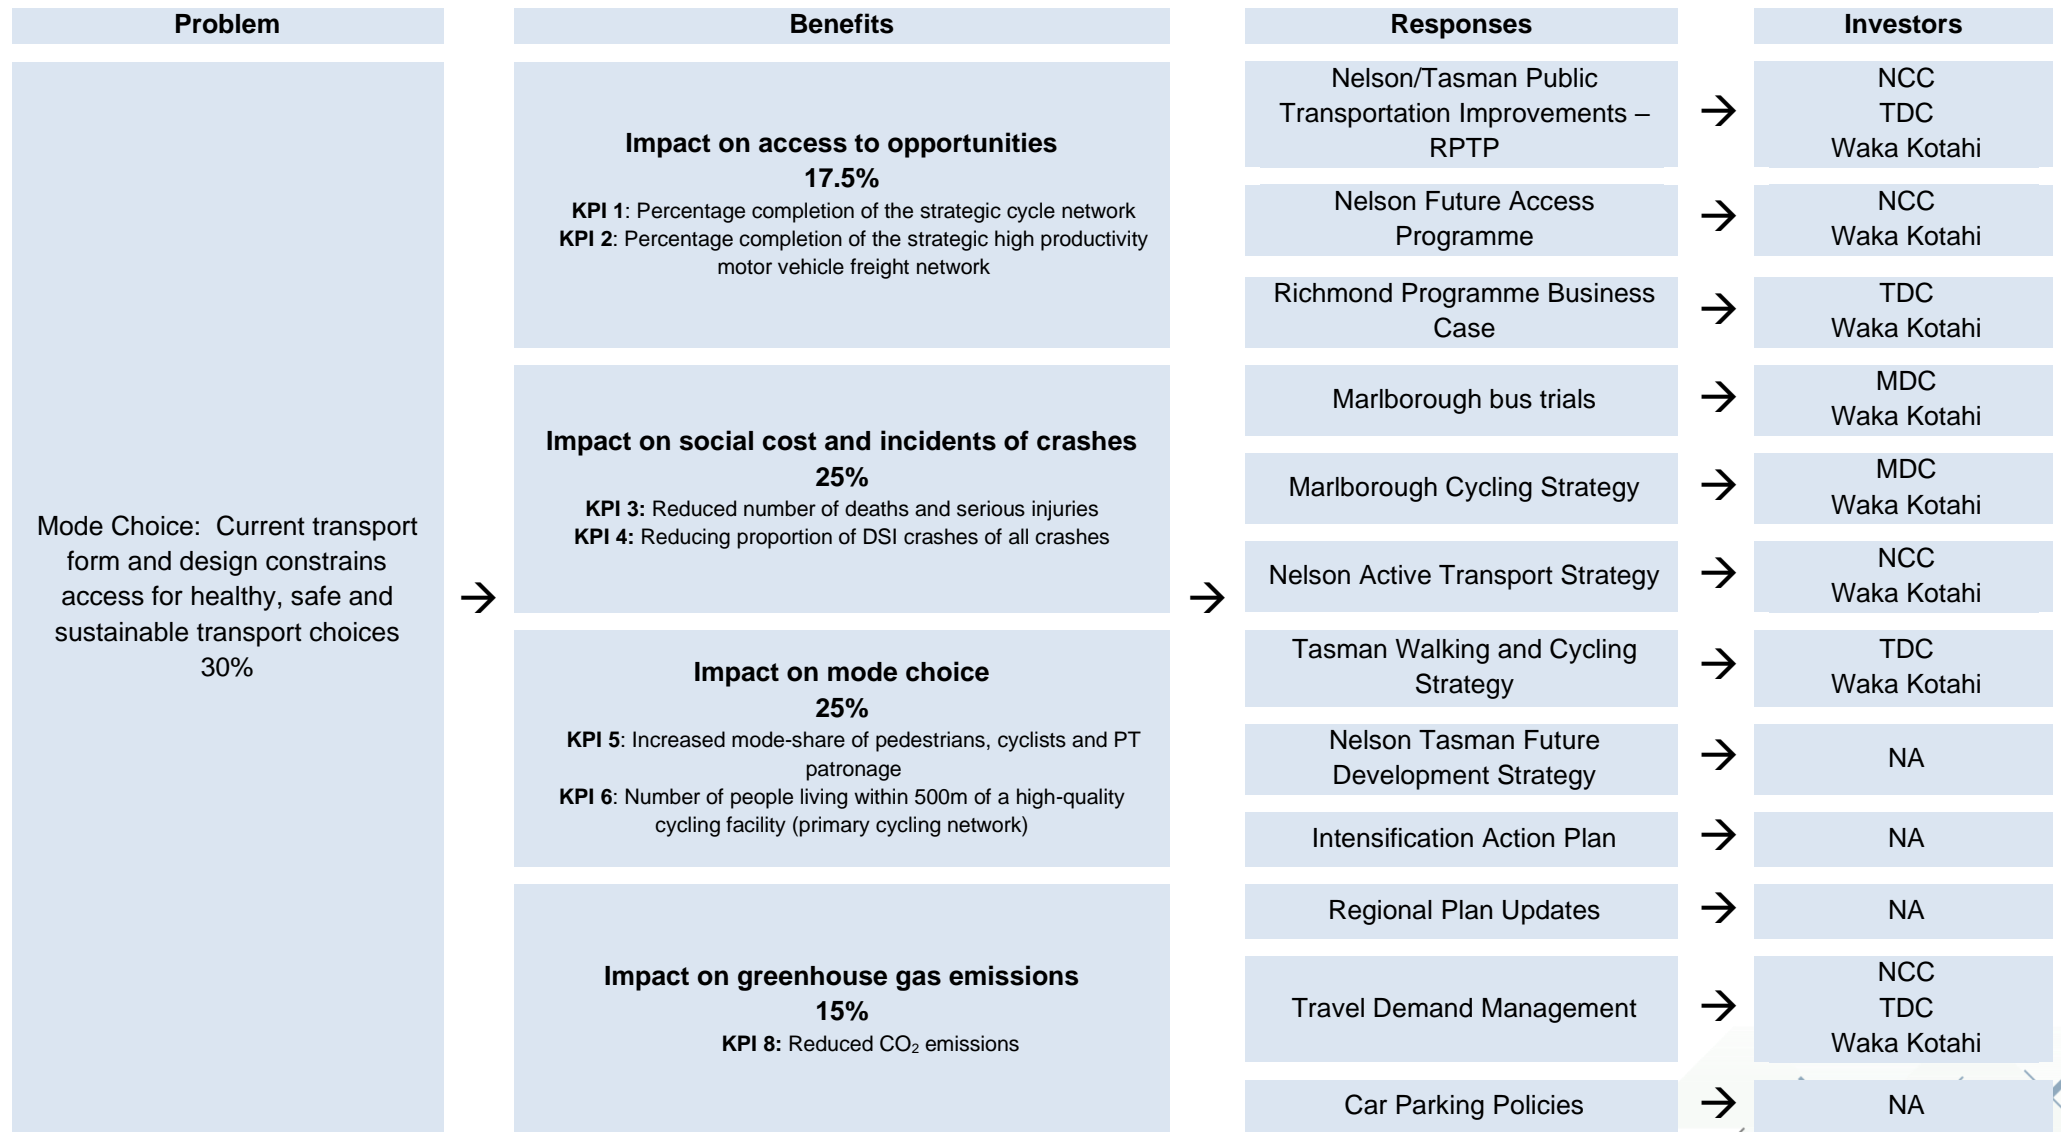 Problem
Benefits
Responses
Investors
Mode Choice:  Current transport
form and design constrains
access for healthy, safe and
sustainable transport choices
30%
→
Impact on access to opportunities
17.5%
KPI 1: Percentage completion of the strategic cycle network
KPI 2: Percentage completion of the strategic high productivity
motor vehicle freight network
Impact on social cost and incidents of crashes
25%
KPI 3: Reduced number of deaths and serious injuries
KPI 4: Reducing proportion of DSI crashes of all crashes
Impact on mode choice
25%
KPI 5: Increased mode-share of pedestrians, cyclists and PT
patronage
KPI 6: Number of people living within 500m of a high-quality
cycling facility (primary cycling network)
Impact on greenhouse gas emissions
15%
KPI 8: Reduced CO₂ emissions
→
Nelson/Tasman Public
Transportation Improvements –
RPTP
→
NCC
TDC
Waka Kotahi
Nelson Future Access
Programme
→
NCC
Waka Kotahi
Richmond Programme Business
Case
→
TDC
Waka Kotahi
Marlborough bus trials
→
MDC
Waka Kotahi
Marlborough Cycling Strategy
→
MDC
Waka Kotahi
Nelson Active Transport Strategy
→
NCC
Waka Kotahi
Tasman Walking and Cycling
Strategy
→
TDC
Waka Kotahi
Nelson Tasman Future
Development Strategy
→
NA
Intensification Action Plan
→
NA
Regional Plan Updates
→
NA
Travel Demand Management
→
NCC
TDC
Waka Kotahi
Car Parking Policies
→
NA